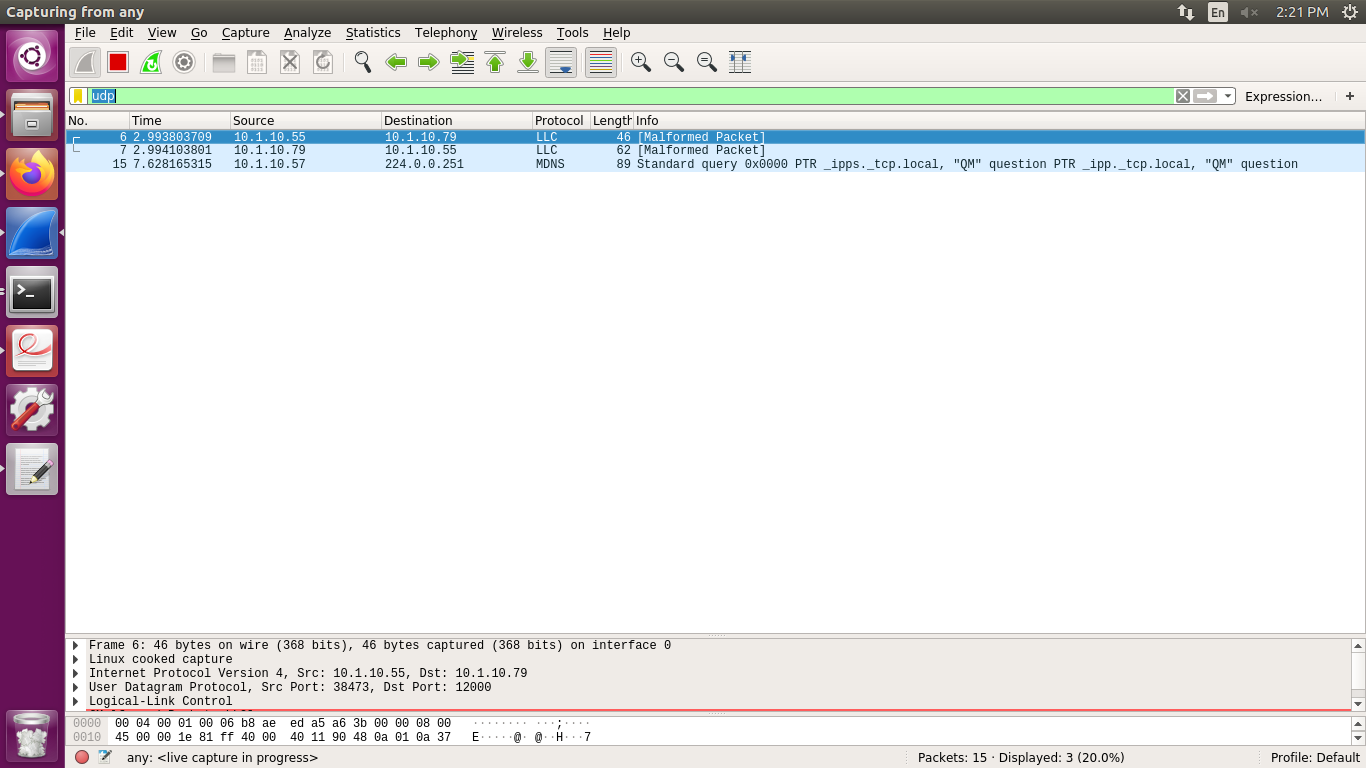 Capturing from any
En
2:21 PM
File Edit View Go Capture Analyze Statistics Telephony Wireless Tools Help
udp
Expression…
+
No. Time Source Destination Protocol Length Info
6 2.993803709 10.1.10.55 10.1.10.79 LLC 46 [Malformed Packet]
7 2.994103801 10.1.10.79 10.1.10.55 LLC 62 [Malformed Packet]
15 7.628165315 10.1.10.57 224.0.0.251 MDNS 89 Standard query 0x0000 PTR _ipps._tcp.local, "QM" question PTR _ipp._tcp.local, "QM" question
Frame 6: 46 bytes on wire (368 bits), 46 bytes captured (368 bits) on interface 0
Linux cooked capture
Internet Protocol Version 4, Src: 10.1.10.55, Dst: 10.1.10.79
User Datagram Protocol, Src Port: 38473, Dst Port: 12000
Logical-Link Control
0000 00 04 00 01 00 06 b8 ae ed a5 a6 3b 00 00 08 00 ········ ···;····
0010 45 00 00 1e 81 ff 40 00 40 11 90 48 0a 01 0a 37 E·····@· @··H···7
any: <live capture in progress>
Packets: 15 · Displayed: 3 (20.0%)
Profile: Default